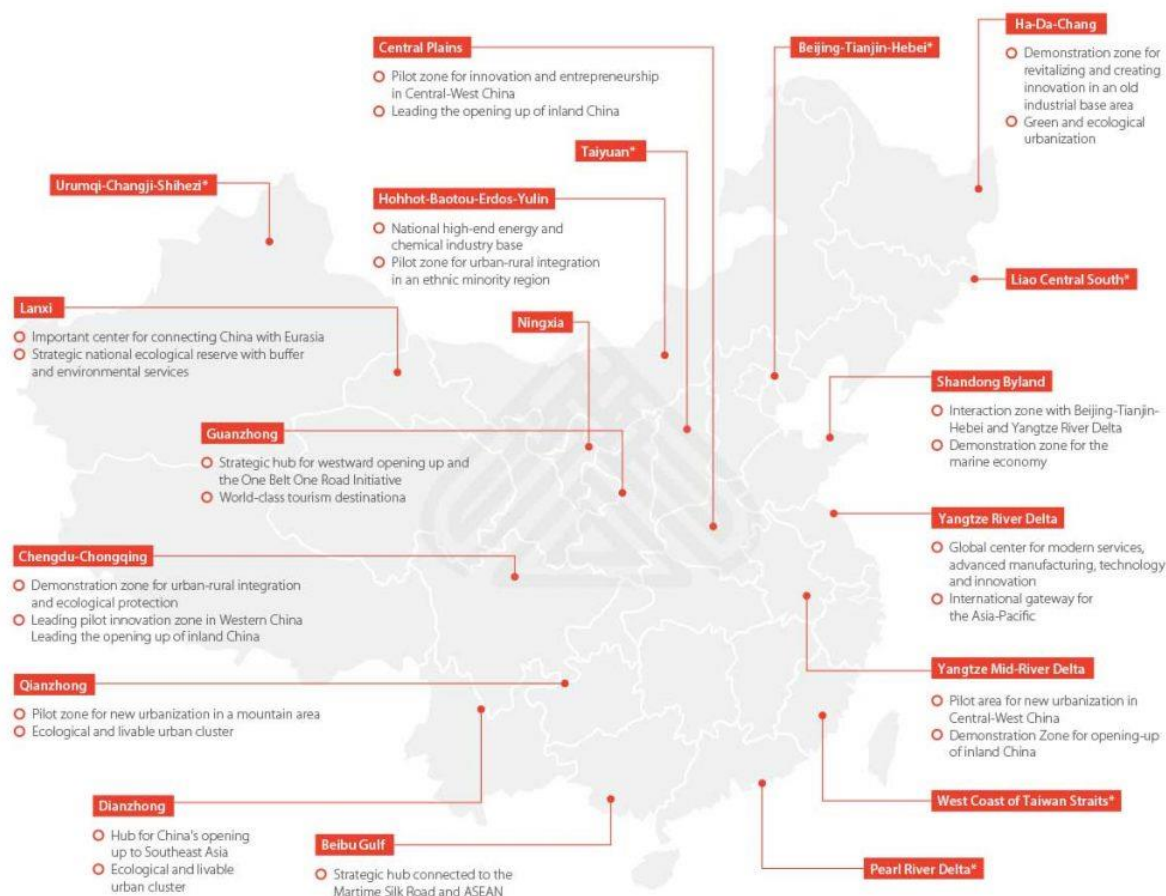 Ha-Da-Chang
Demonstration zone for
revitalizing and creating
innovation in an old
industrial base area
Green and ecological
urbanization
Central Plains
Pilot zone for innovation and entrepreneurship
in Central-West China
Leading the opening up of inland China
Beijing-Tianjin-Hebei*
Taiyuan*
Urumqi-Changji-Shihezi*
Hohhot-Baotou-Erdos-Yulin
National high-end energy and
chemical industry base
Pilot zone for urban-rural integration
in an ethnic minority region
Liao Central South*
Lanxi
Important center for connecting China with Eurasia
Strategic national ecological reserve with buffer
and environmental services
Ningxia
Shandong Byland
Interaction zone with Beijing-Tianjin-
Hebei and Yangtze River Delta
Demonstration zone for the
marine economy
Guanzhong
Strategic hub for westward opening up and
the One Belt One Road Initiative
World-class tourism destinationa
Yangtze River Delta
Global center for modern services,
advanced manufacturing, technology
and innovation
International gateway for
the Asia-Pacific
Chengdu-Chongqing
Demonstration zone for urban-rural integration
and ecological protection
Leading pilot innovation zone in Western China
Leading the opening up of inland China
Yangtze Mid-River Delta
Pilot area for new urbanization in
Central-West China
Demonstration Zone for opening-up
of inland China
Qianzhong
Pilot zone for new urbanization in a mountain area
Ecological and livable urban cluster
Dianzhong
Hub for China's opening
up to Southeast Asia
Ecological and livable
urban cluster
Beibu Gulf
Strategic hub connected to the
Martime Silk Road and ASEAN
West Coast of Taiwan Straits*
Pearl River Delta*